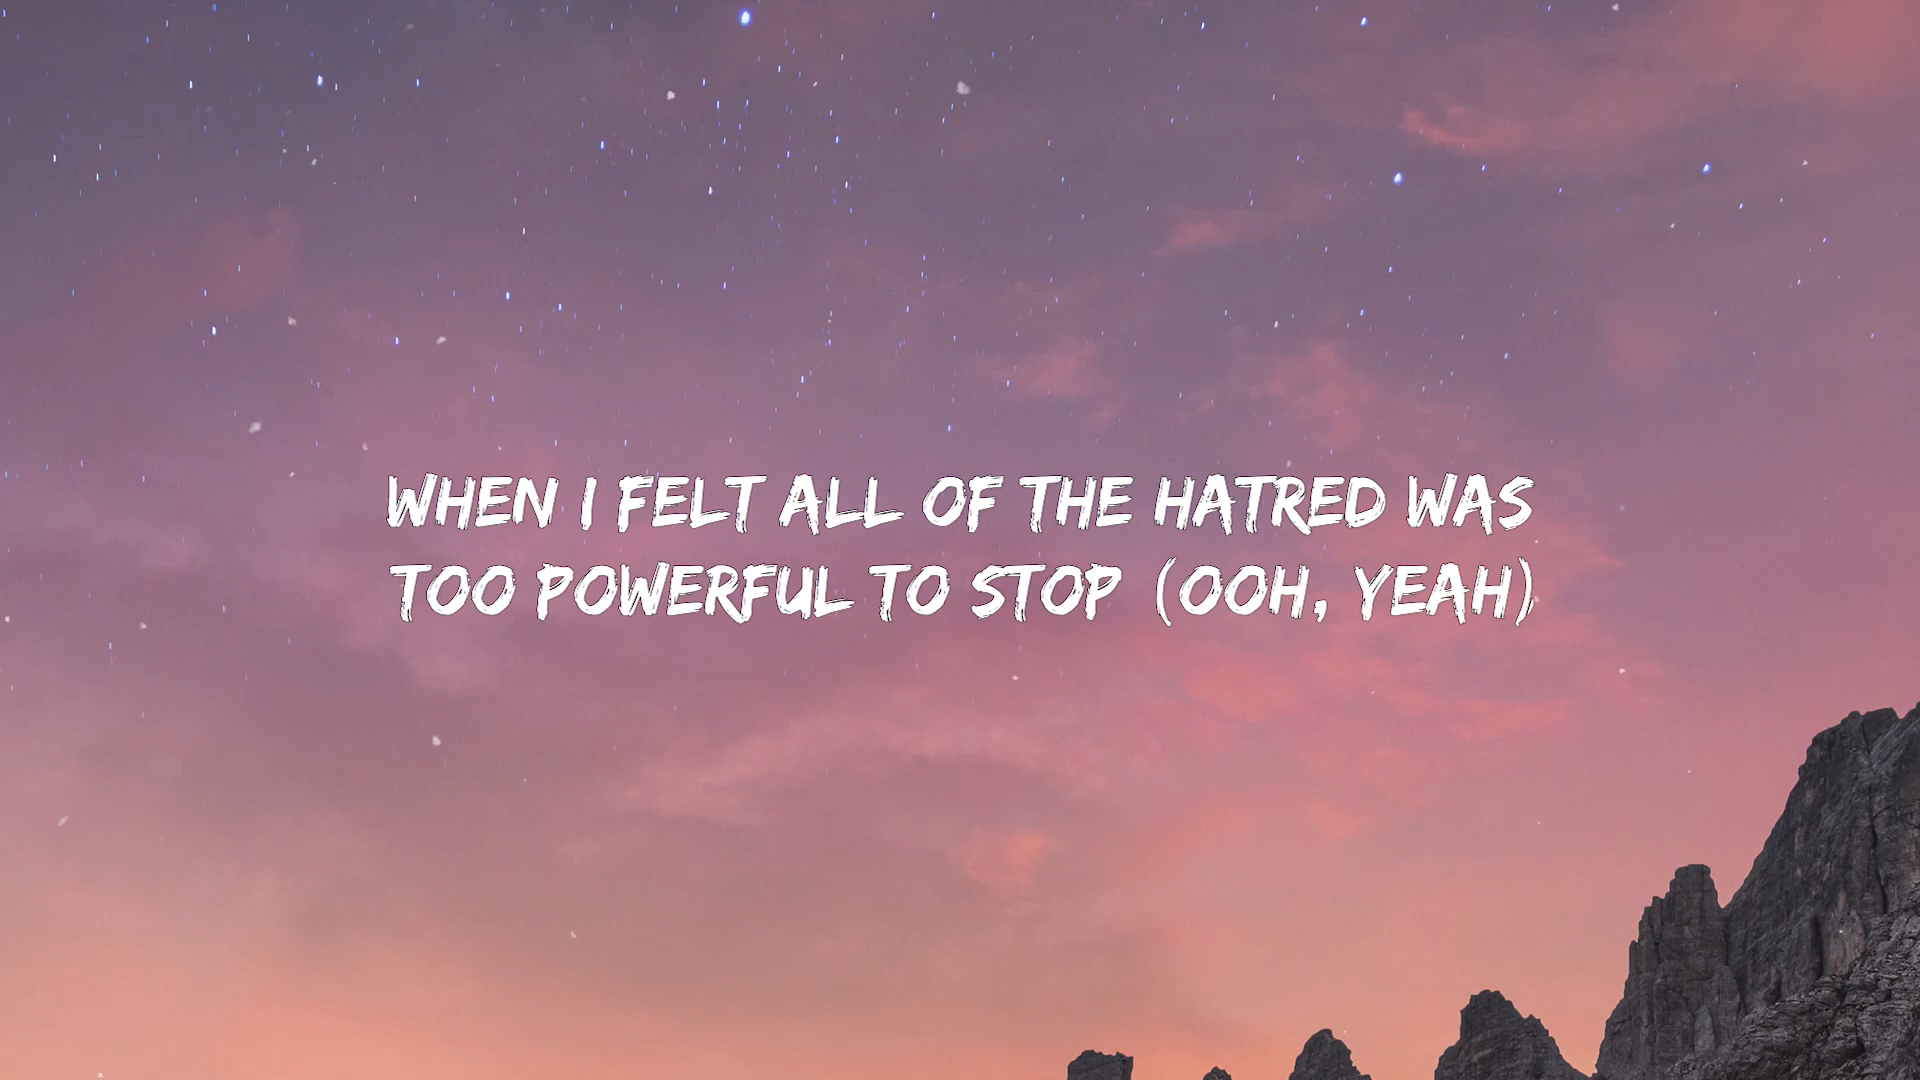 WHEN I FELT ALL OF THE HATRED WAS
TOO POWERFUL TO STOP (OOH, YEAH)